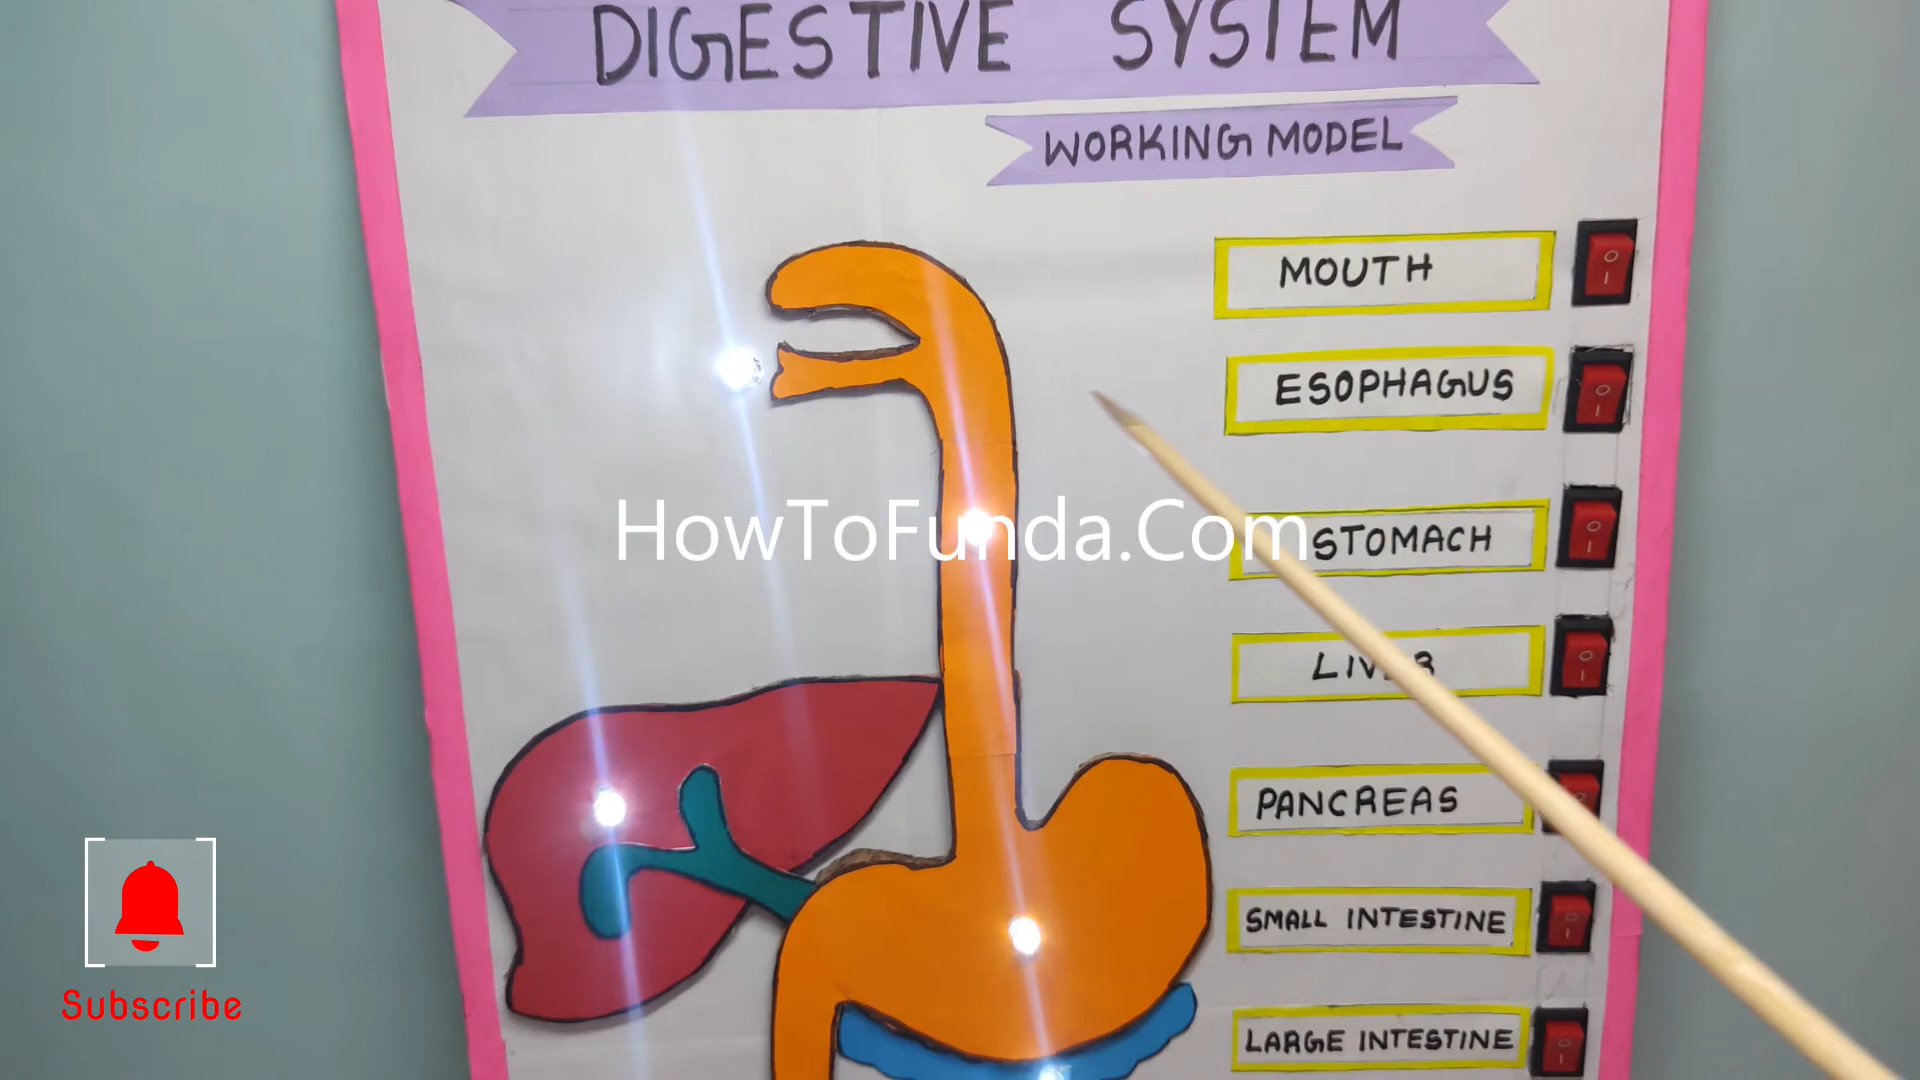 DIGESTIVE SYSTEM
WORKING MODEL
MOUTH
ESOPHAGUS
HowToFunda.Com
STOMACH
PANCREAS
SMALL INTESTINE
Subscribe
LARGE INTESTINE